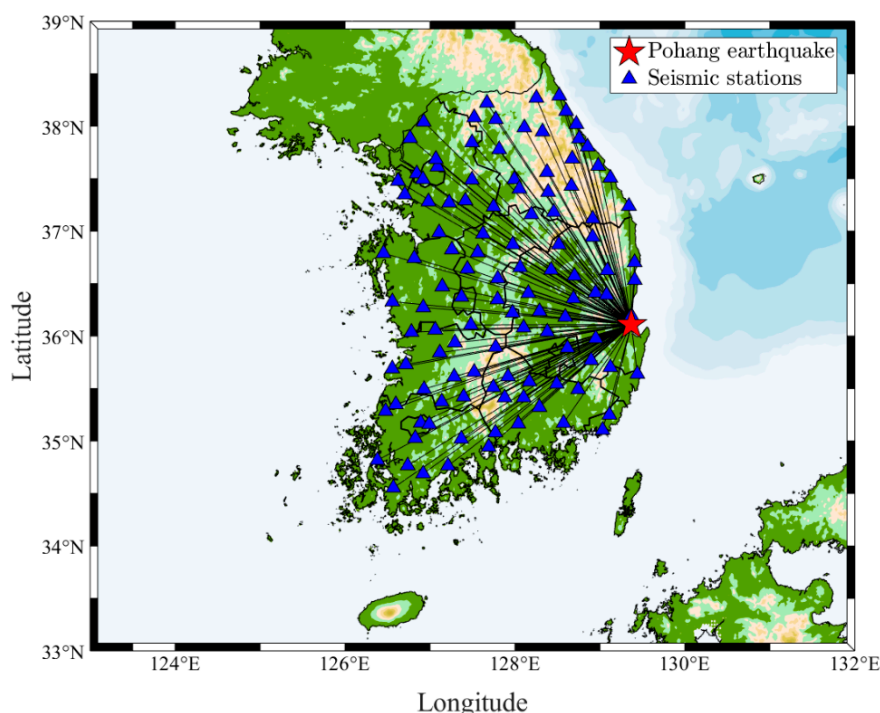 39°N
Pohang earthquake
Seismic stations
38°N
37°N
36°N
35°N
34°N
33°N
Latitude
124°E 126°E 128°E 130°E 132°E
Longitude